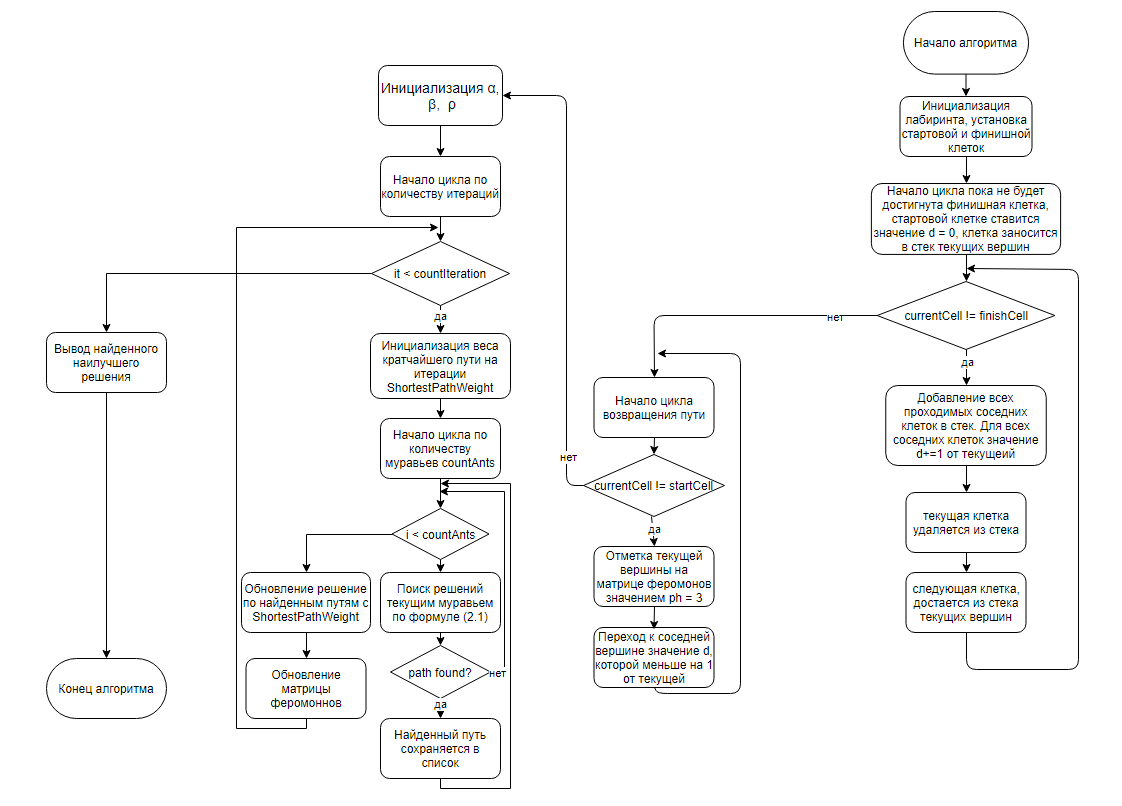 Начало алгоритма
Инициализация
лабиринта, установка
стартовой и финишной
клеток
Начало цикла пока не будет
достигнута финишная клетка,
стартовой клетке ставится
значение d = 0, клетка заносится
в стек текущих вершин
currentCell != finishCell
нет
да
Добавление всех
проходимых соседних
клеток в стек. Для всех
соседних клеток значение
d+=1 от текущеий
текущая клетка
удаляется из стека
следующая клетка,
достается из стека
текущих вершин
Начало цикла
возвращения пути
currentCell != startCell
нет
да
Отметка текущей
вершины на
матрице феромонов
значением ph = 3
Переход к соседней
вершине значение d,
которой меньше на 1
от текущей
Инициализация α,
β, ρ
Начало цикла по
количеству итераций
it < countIteration
да
Инициализация веса
кратчайшего пути на
итерации
ShortestPathWeight
Начало цикла по
количеству
муравьев countAnts
i < countAnts
Поиск решений
текущим муравьем
по формуле (2.1)
path found?
нет
да
Найденный путь
сохраняется в
список
Обновление решение
по найденным путям с
ShortestPathWeight
Обновление
матрицы
феромоннов
Вывод найденного
наилучшего
решения
Конец алгоритма